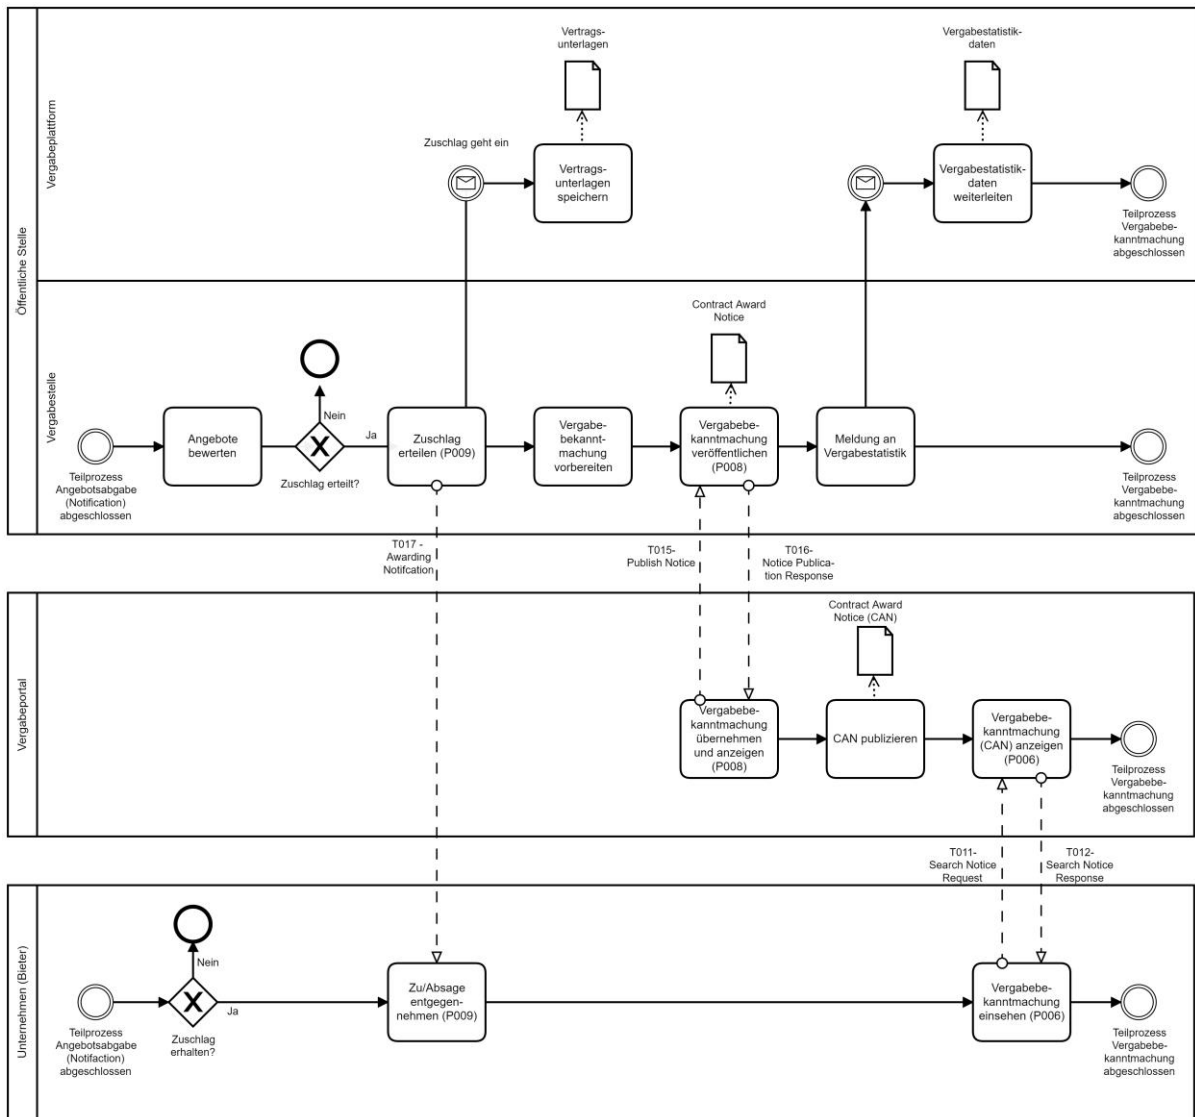 Öffentliche Stelle
Vergabeplattform
Vertrags-
unterlagen
Vergabestatistik-
daten
Zuschlag geht ein
Vertrags-
unterlagen
speichern
Vergabestatistik-
daten
weiterleiten
Teilprozess
Vergabebe-
kanntmachung
abgeschlossen
Vergabestelle
Contract Award
Notice
Teilprozess
Angebotsabgabe
(Notification)
abgeschlossen
Angebote
bewerten
Nein
Ja
Zuschlag erteilt?
Zuschlag
erteilen (P009)
Vergabe-
bekannt-
machung
vorbereiten
Vergabebe-
kanntmachung
veröffentlichen
(P008)
Meldung an
Vergabestatistik
Teilprozess
Vergabebe-
kanntmachung
abgeschlossen
T017 -
Awarding
Notifcation
T015-
Publish Notice
T016-
Notice Publica-
tion Response
Vergabeportal
Contract Award
Notice (CAN)
Vergabebe-
kanntmachung
übernehmen
und anzeigen
(P008)
CAN publizieren
Vergabebe-
kanntmachung
(CAN) anzeigen
(P006)
Teilprozess
Vergabebe-
kanntmachung
abgeschlossen
T011-
Search Notice
Request
T012-
Search Notice
Response
Unternehmen (Bieter)
Teilprozess
Angebotsabgabe
(Notifaction)
abgeschlossen
Nein
Ja
Zuschlag
erhalten?
Zu/Absage
entgegen-
nehmen (P009)
Vergabebe-
kanntmachung
einsehen (P006)
Teilprozess
Vergabebe-
kanntmachung
abgeschlossen